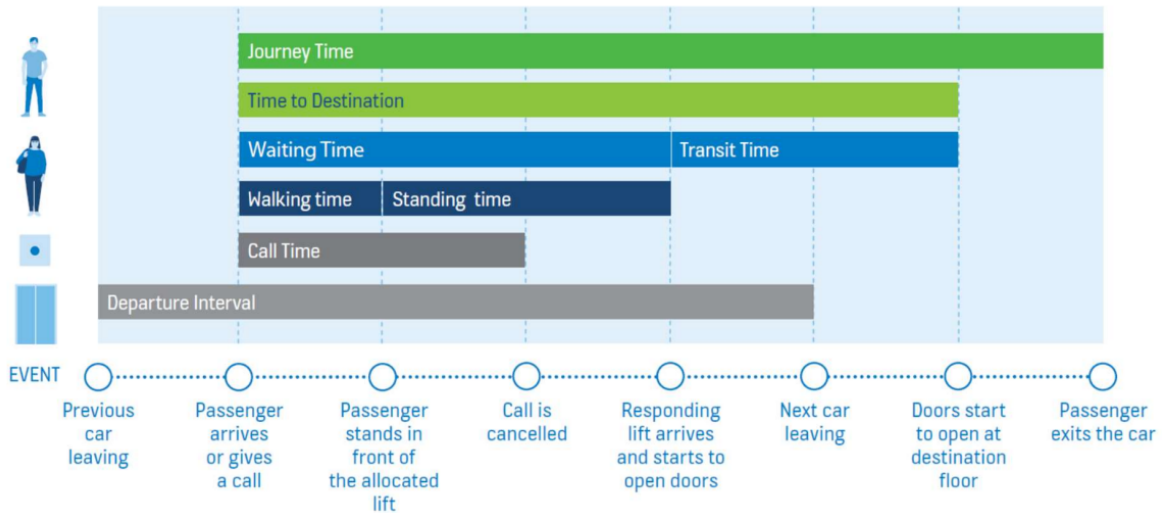 Journey Time
Time to Destination
Waiting Time
Transit Time
Walking time
Standing time
Call Time
Departure Interval
EVENT
Previous
car
leaving
Passenger
arrives
or gives
a call
Passenger
stands in
front of
the allocated
lift
Call is
cancelled
Responding
lift arrives
and starts to
open doors
Next car
leaving
Doors start
to open at
destination
floor
Passenger
exits the car